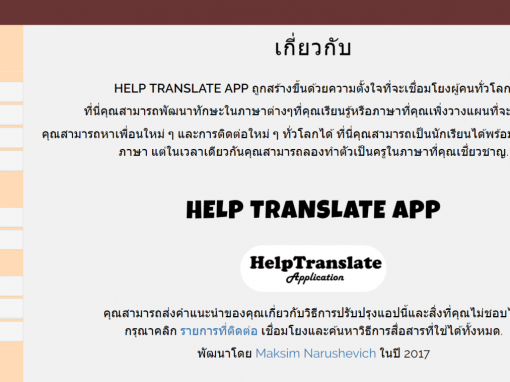 เกี่ยวกับ
HELP TRANSLATE APP ถูกสร้างขึ้นด้วยความตั้งใจที่จะเชื่อมโยงผู้คนทั่วโลก
ที่นี่คุณสามารถพัฒนาทักษะในภาษาต่างๆที่คุณเรียนรู้หรือภาษาที่คุณเพิ่งวางแผนที่จะ
คุณสามารถหาเพื่อนใหม่ ๆ และการติดต่อใหม่ ๆ ทั่วโลกได้ ที่นี่คุณสามารถเป็นนักเรียนได้พร้อม
ภาษา แต่ในเวลาเดียวกันคุณสามารถลองทำตัวเป็นครูในภาษาที่คุณเชี่ยวชาญ.
HELP TRANSLATE APP
HelpTranslate
Application
คุณสามารถส่งคำแนะนำของคุณเกี่ยวกับวิธีการปรับปรุงแอปนี้และสิ่งที่คุณไม่ชอบ
กรุณาคลิก รายการที่ติดต่อ เชื่อมโยงและค้นหาวิธีการสื่อสารที่ใช้ได้ทั้งหมด.
พัฒนาโดย Maksim Narushevich ในปี 2017